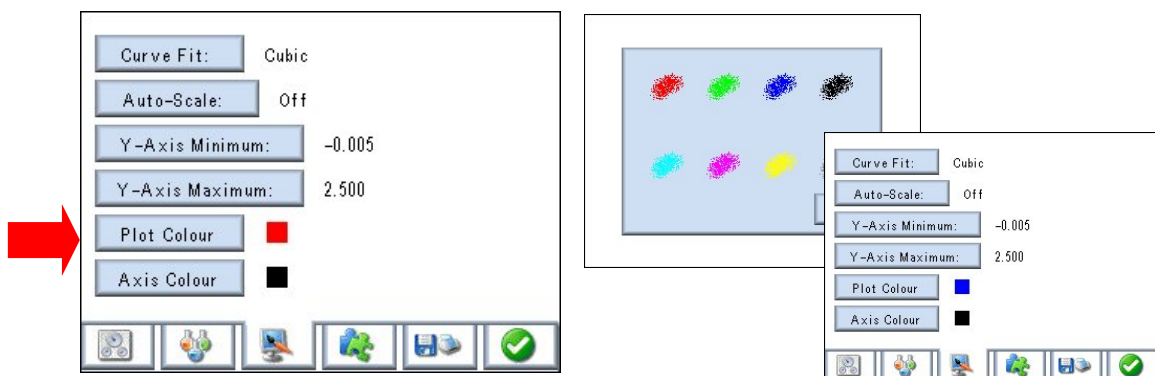 Curve Fit: Cubic
Auto-Scale: Off
Y-Axis Minimum: -0.005
Y-Axis Maximum: 2.500
Plot Colour
Axis Colour
Curve Fit: Cubic
Auto-Scale: Off
Y-Axis Minimum: -0.005
Y-Axis Maximum: 2.500
Plot Colour
Axis Colour